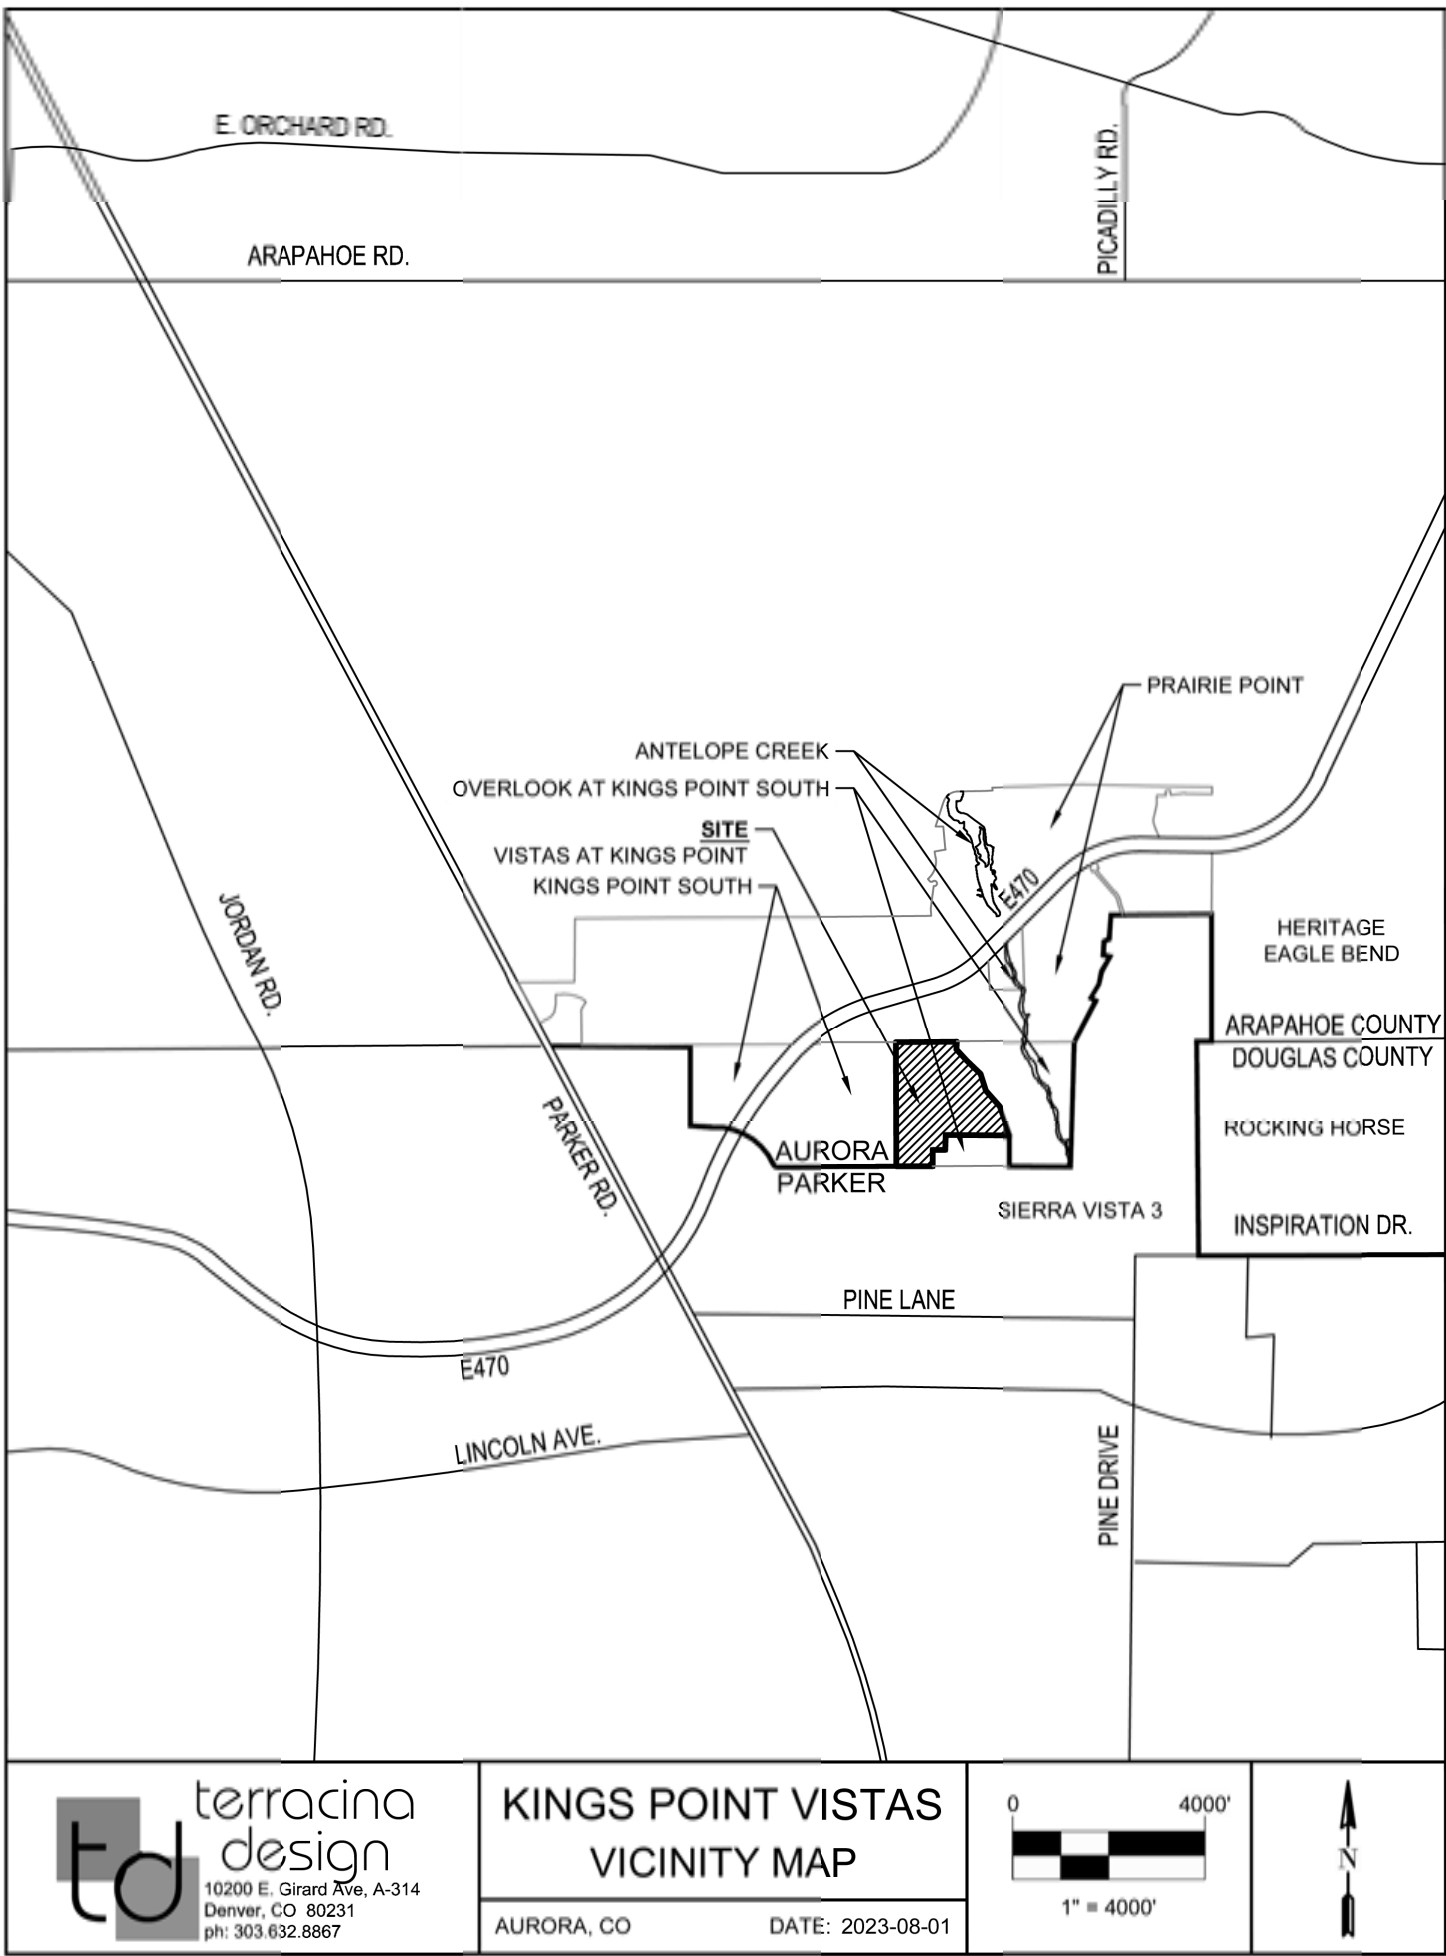 E. ORCHARD RD.
PICADILLY RD.
ARAPAHOE RD.
PRAIRIE POINT
ANTELOPE CREEK
OVERLOOK AT KINGS POINT SOUTH
SITE
VISTAS AT KINGS POINT
KINGS POINT SOUTH
E470
JORDAN RD.
HERITAGE
EAGLE BEND
ARAPAHOE COUNTY
DOUGLAS COUNTY
PARKER RD.
ROCKING HORSE
AURORA
PARKER
SIERRA VISTA 3
INSPIRATION DR.
PINE LANE
E470
LINCOLN AVE.
PINE DRIVE
terracina
design
td
10200 E. Girard Ave, A-314
Denver, CO 80231
ph: 303.632.8867
KINGS POINT VISTAS
VICINITY MAP
AURORA, CO DATE: 2023-08-01
0 4000'
1" = 4000'
N